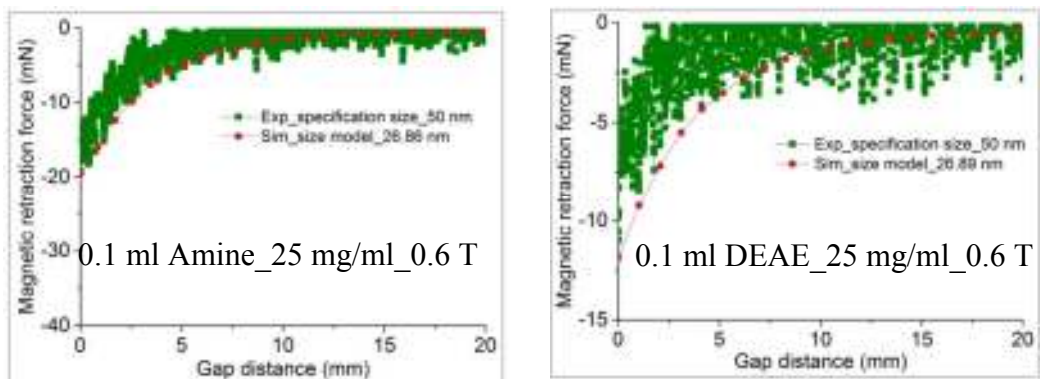 Magnetic retraction force (mN)
0
-10
-20
-30
-40
Exp_specification size_50 nm
Sim_size model_26.86 nm
0.1 ml Amine_25 mg/ml_0.6 T
0 5 10 15 20
Gap distance (mm)
Magnetic retraction force (mN)
0
-5
-10
-15
Exp_specification size_50 nm
Sim_size model_26.89 nm
0.1 ml DEAE_25 mg/ml_0.6 T
0 5 10 15 20
Gap distance (mm)